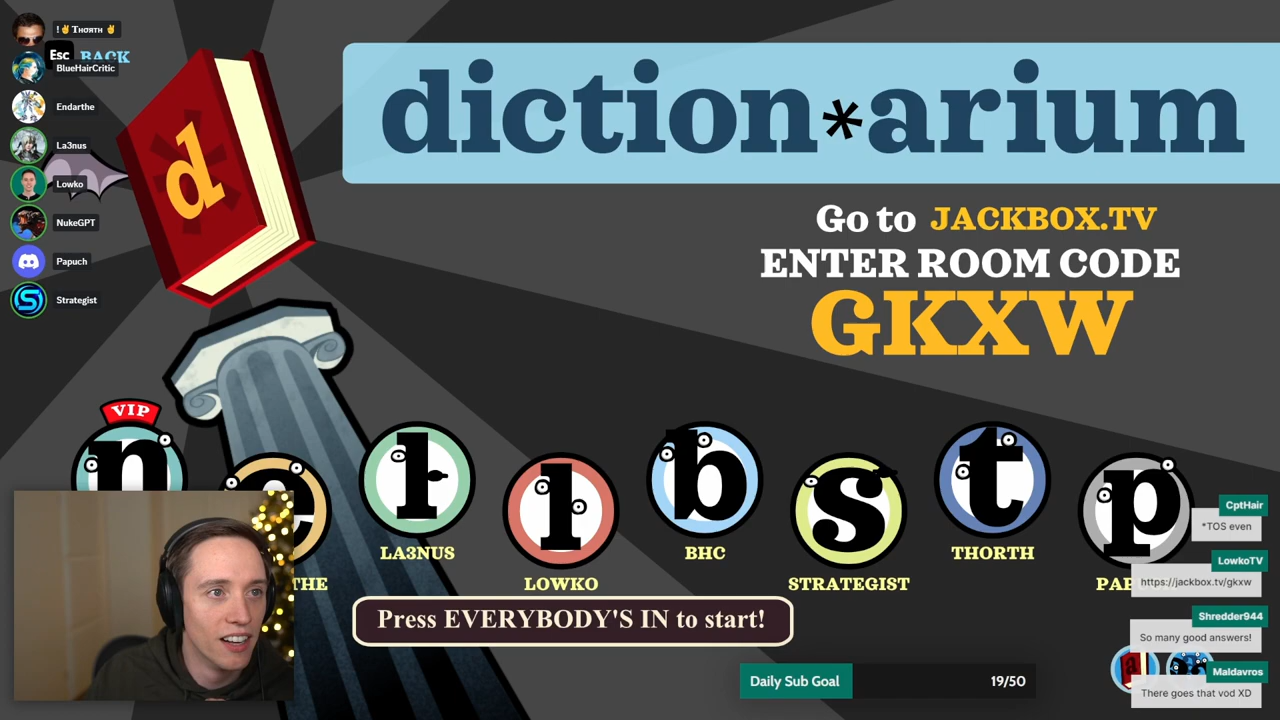 ! ✌ Thorth ✌
Esc BACK
BlueHairCritic
Endarthe
La3nus
Lowko
NukeGPT
Papuch
Strategist
d
diction*arium
Go to JACKBOX.TV
ENTER ROOM CODE
GKXW
VIP
n
e
l
l
b
s
t
p
THE
LA3NUS
LOWKO
BHC
STRATEGIST
THORTH
Press EVERYBODY'S IN to start!
Daily Sub Goal 19/50
CptHair
*TOS even
LowkoTV
https://jackbox.tv/gkxw
Shredder944
So many good answers!
Maldavros
There goes that vod XD